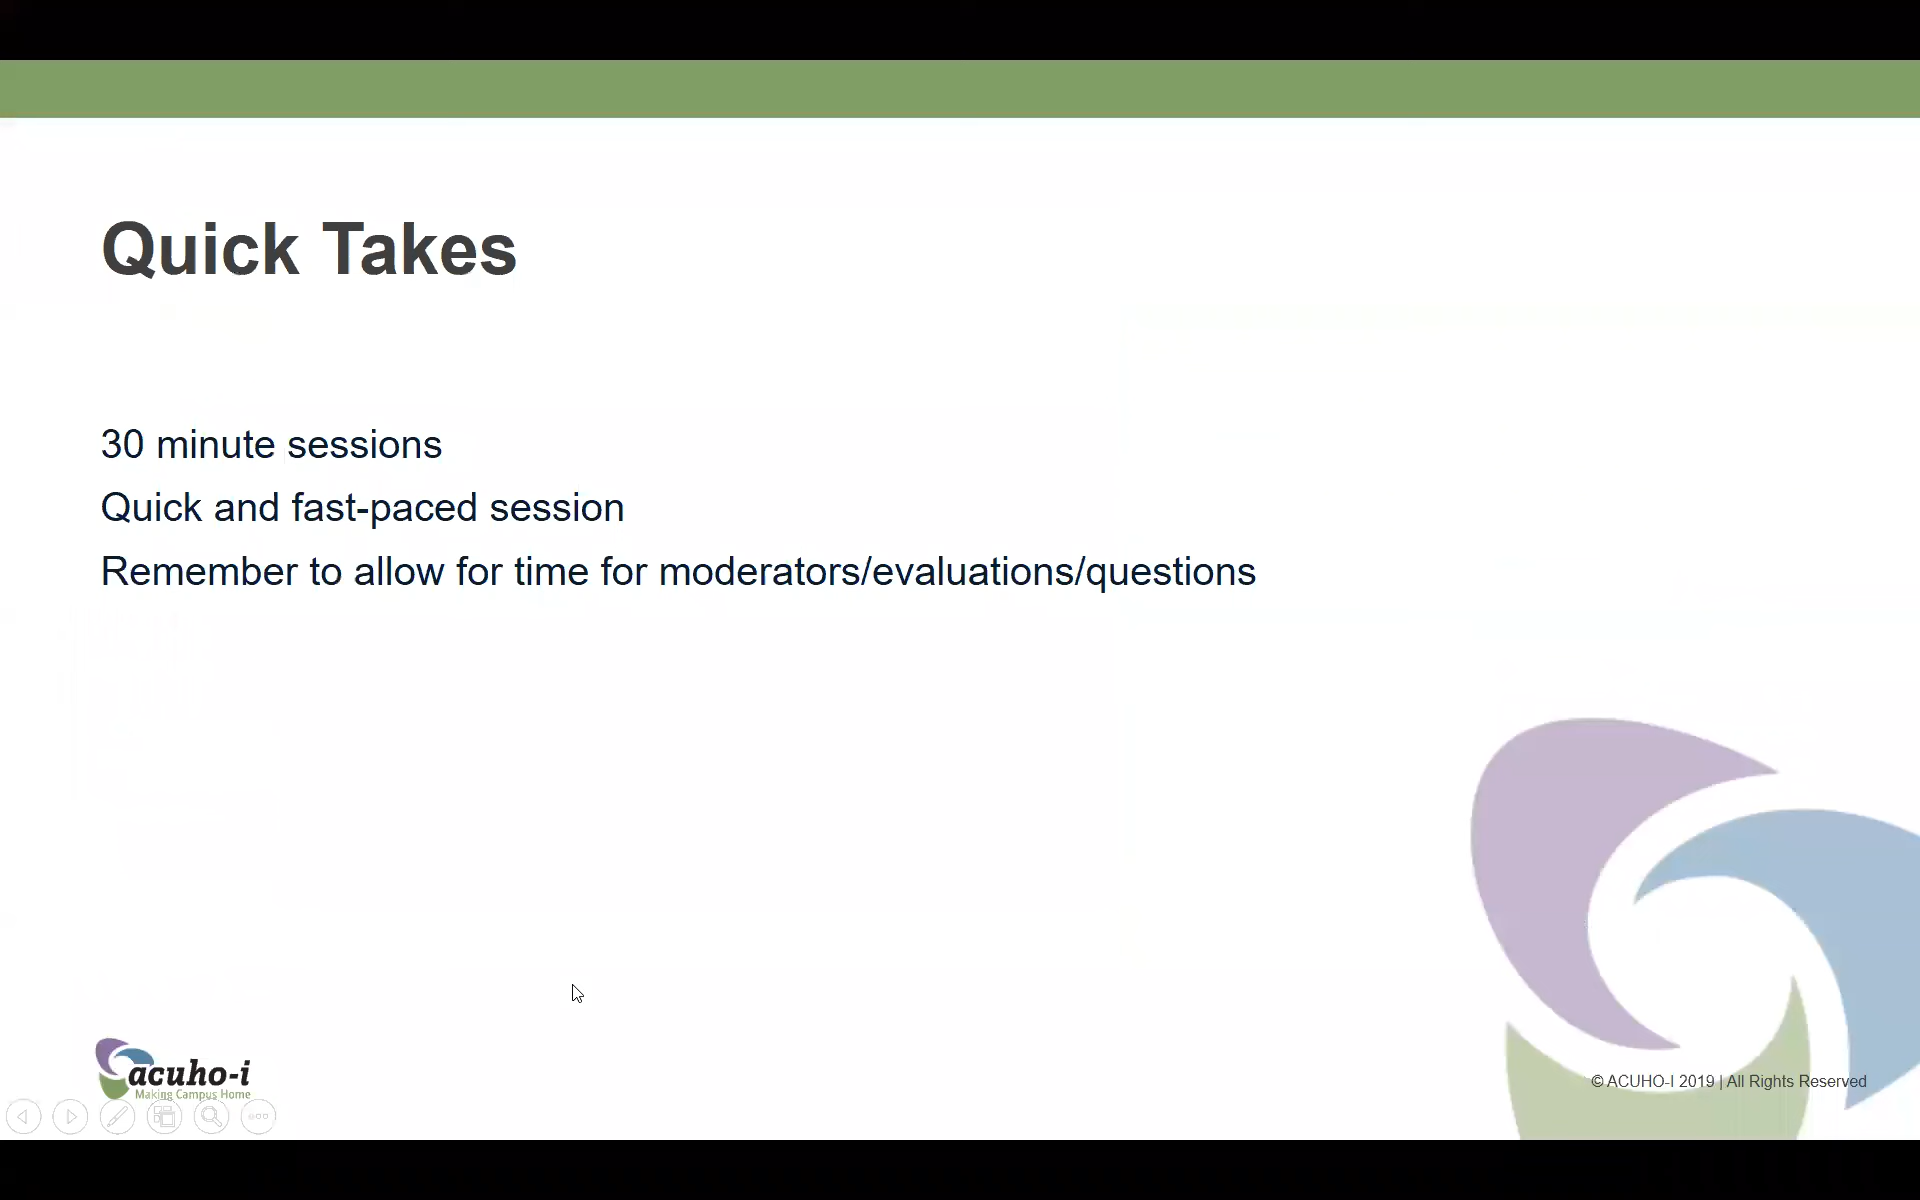 Quick Takes
30 minute sessions
Quick and fast-paced session
Remember to allow for time for moderators/evaluations/questions
acuho-i
Making Campus Home
© ACUHO-I 2019 | All Rights Reserved